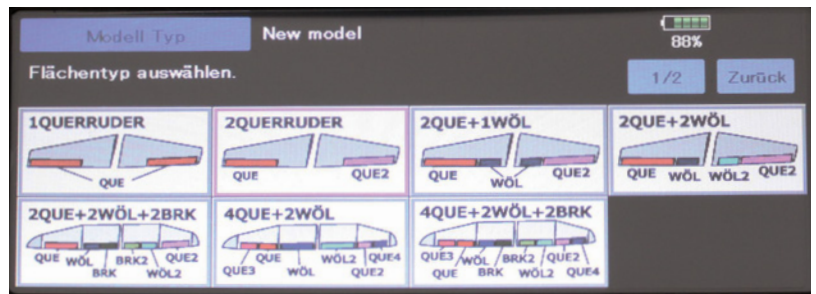 Modell Typ New model 88%
Flächentyp auswählen. 1/2 Zurück
1QUERRUDER
QUE
2QUERRUDER
QUE QUE2
2QUE+1WÖL
QUE WÖL QUE2
2QUE+2WÖL
QUE WÖL WÖL2 QUE2
2QUE+2WÖL+2BRK
QUE WÖL BRK2 QUE2
BRK WÖL2
4QUE+2WÖL
QUE WÖL2 QUE4
QUE3 WÖL QUE2
4QUE+2WÖL+2BRK
QUE3 WÖL BRK2 QUE2
QUE BRK WÖL2 QUE4